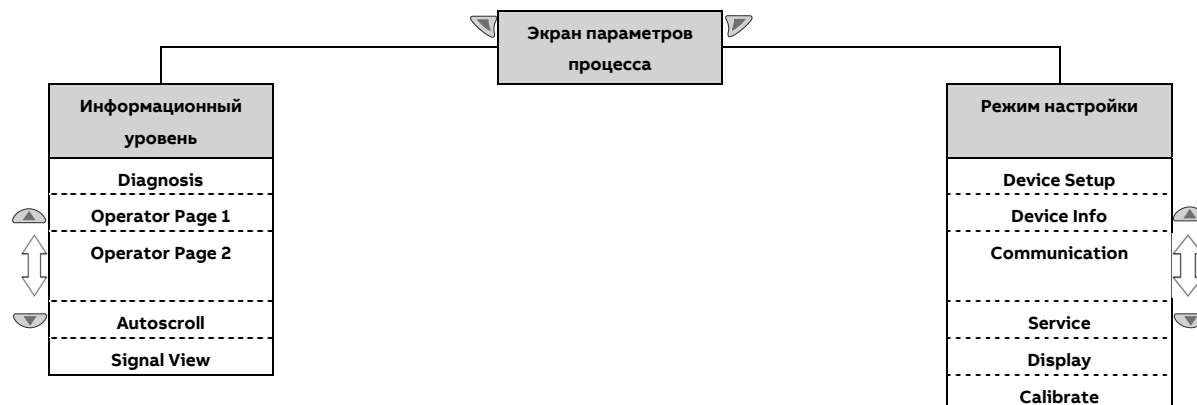 Экран параметров
процесса
Информационный
уровень
Diagnosis
Operator Page 1
Operator Page 2
Autoscroll
Signal View
Режим настройки
Device Setup
Device Info
Communication
Service
Display
Calibrate